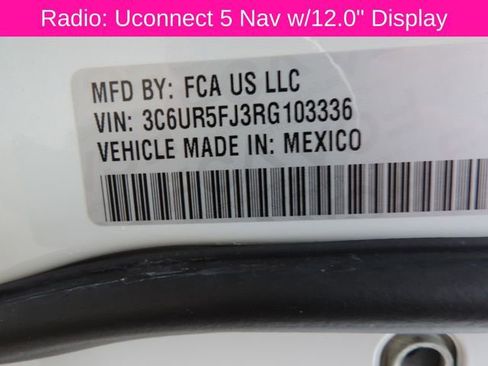 Radio: Uconnect 5 Nav w/12.0" Display
MFD BY: FCA US LLC
VIN: 3C6UR5FJ3RG103336
VEHICLE MADE IN: MEXICO